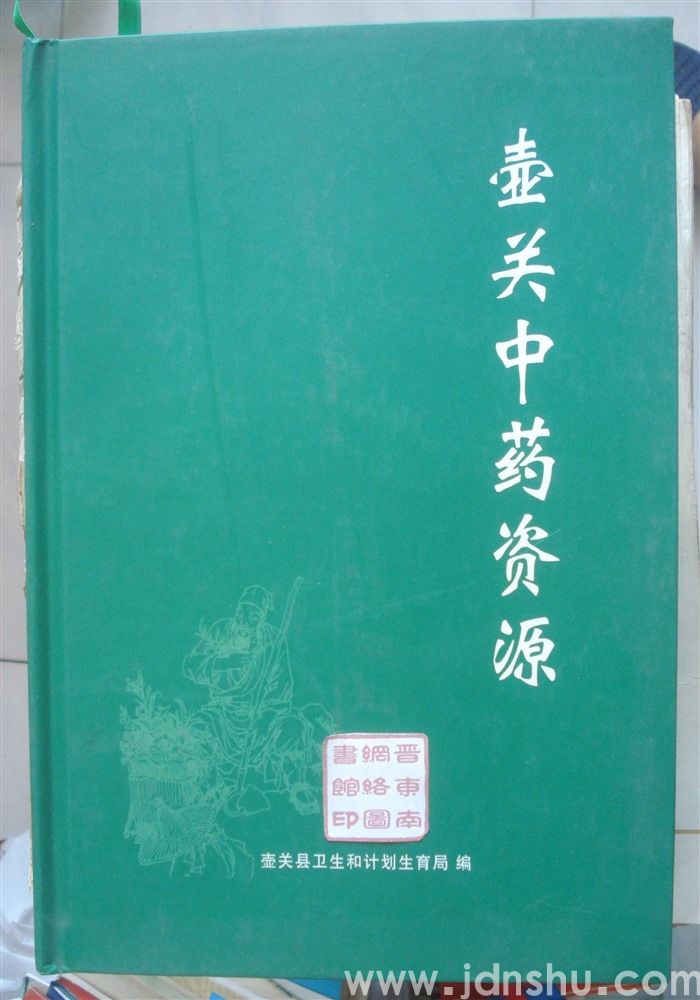 壶关中药资源
晋東南
網絡圖
書館印
壶关县卫生和计划生育局 编
www.jdnshu.com